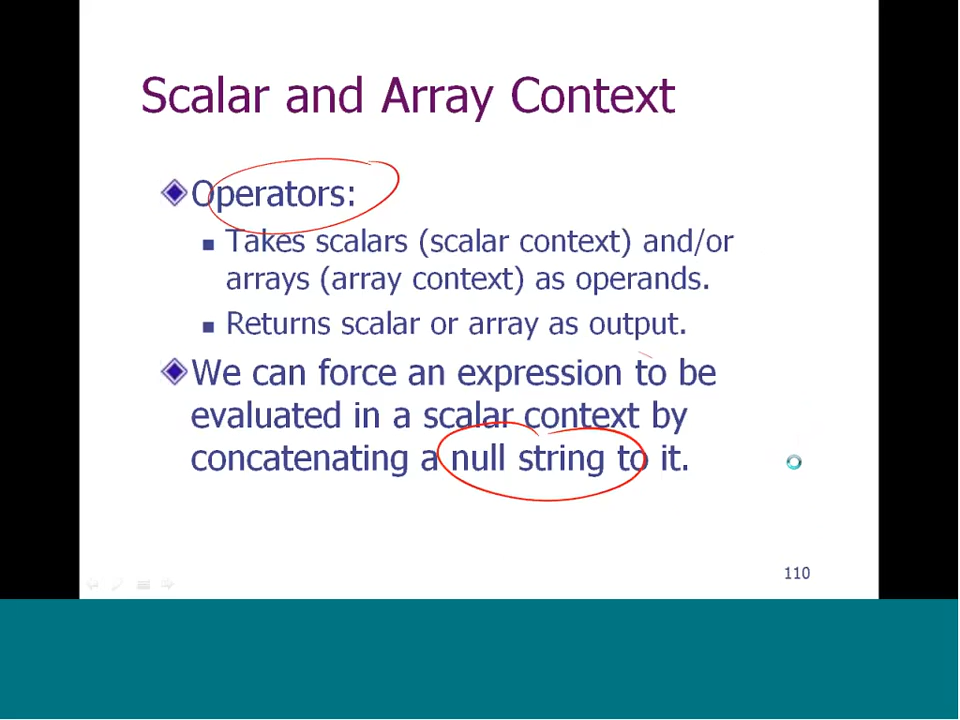 Scalar and Array Context
Operators:
Takes scalars (scalar context) and/or
arrays (array context) as operands.
Returns scalar or array as output.
We can force an expression to be
evaluated in a scalar context by
concatenating a null string to it.
110